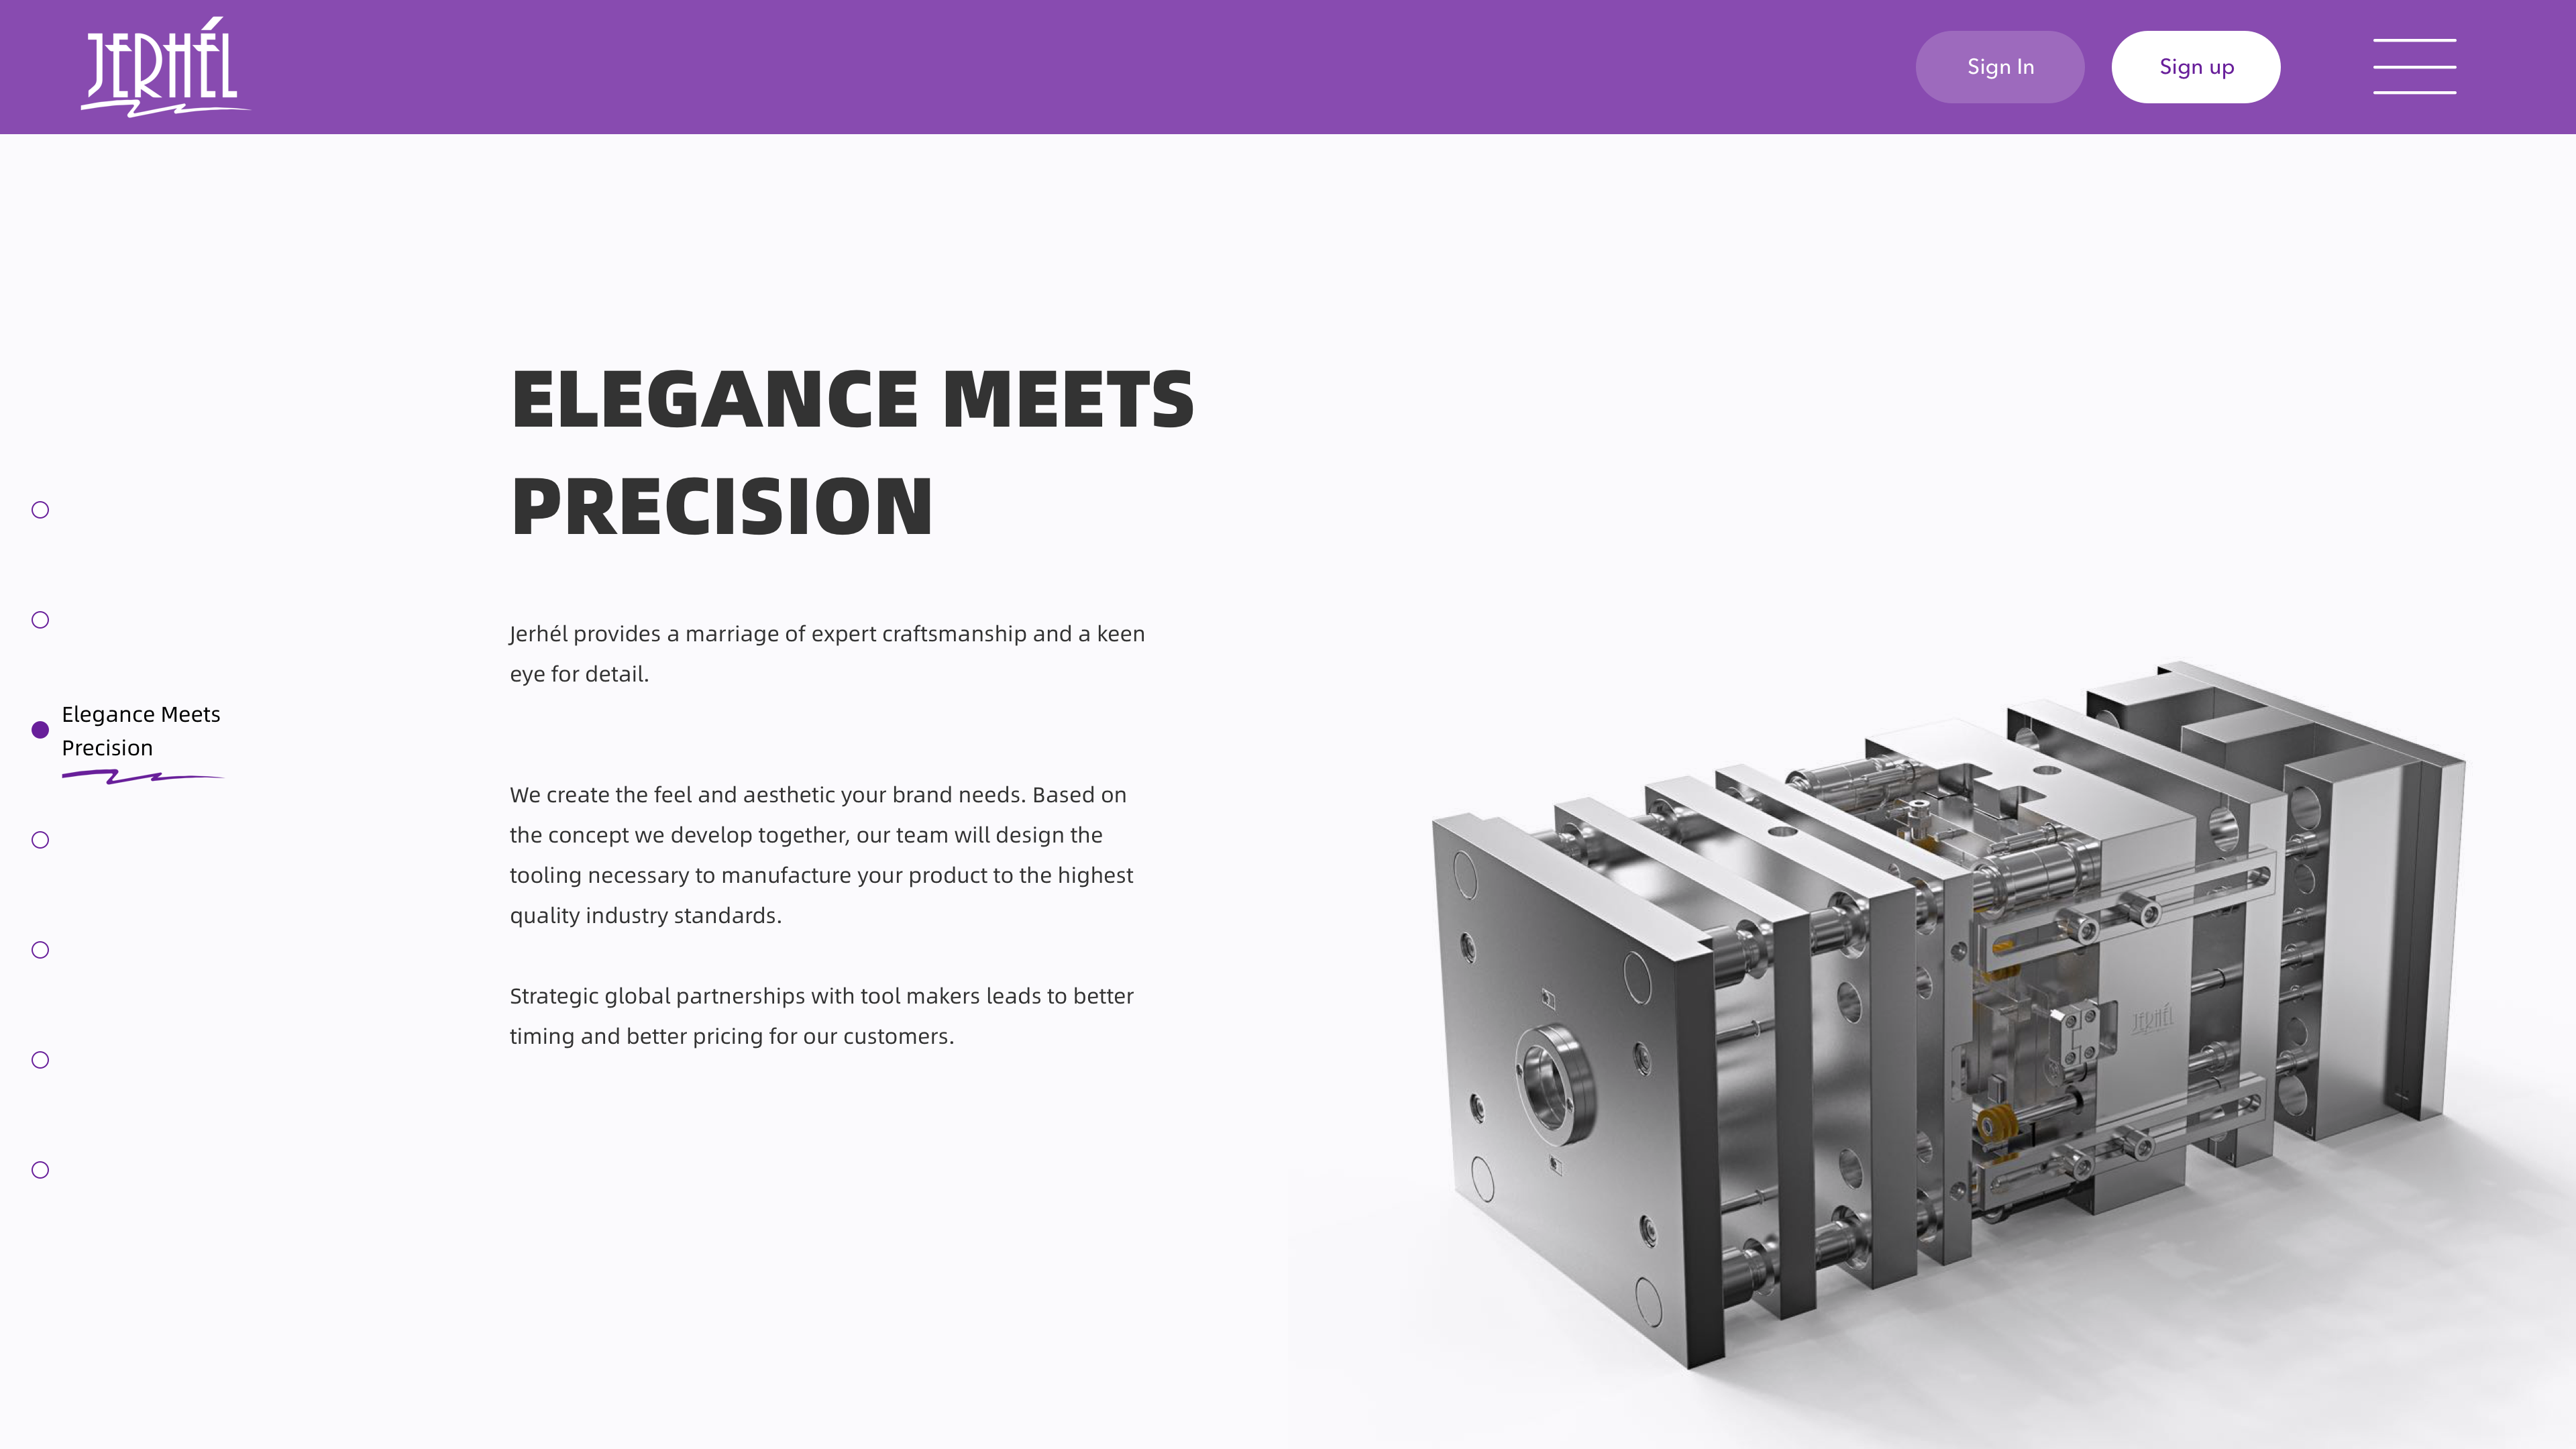 JERHÉL
Sign In
Sign up
ELEGANCE MEETS
PRECISION
Jerhél provides a marriage of expert craftsmanship and a keen
eye for detail.
Elegance Meets
Precision
We create the feel and aesthetic your brand needs. Based on
the concept we develop together, our team will design the
tooling necessary to manufacture your product to the highest
quality industry standards.
Strategic global partnerships with tool makers leads to better
timing and better pricing for our customers.
JERHÉL